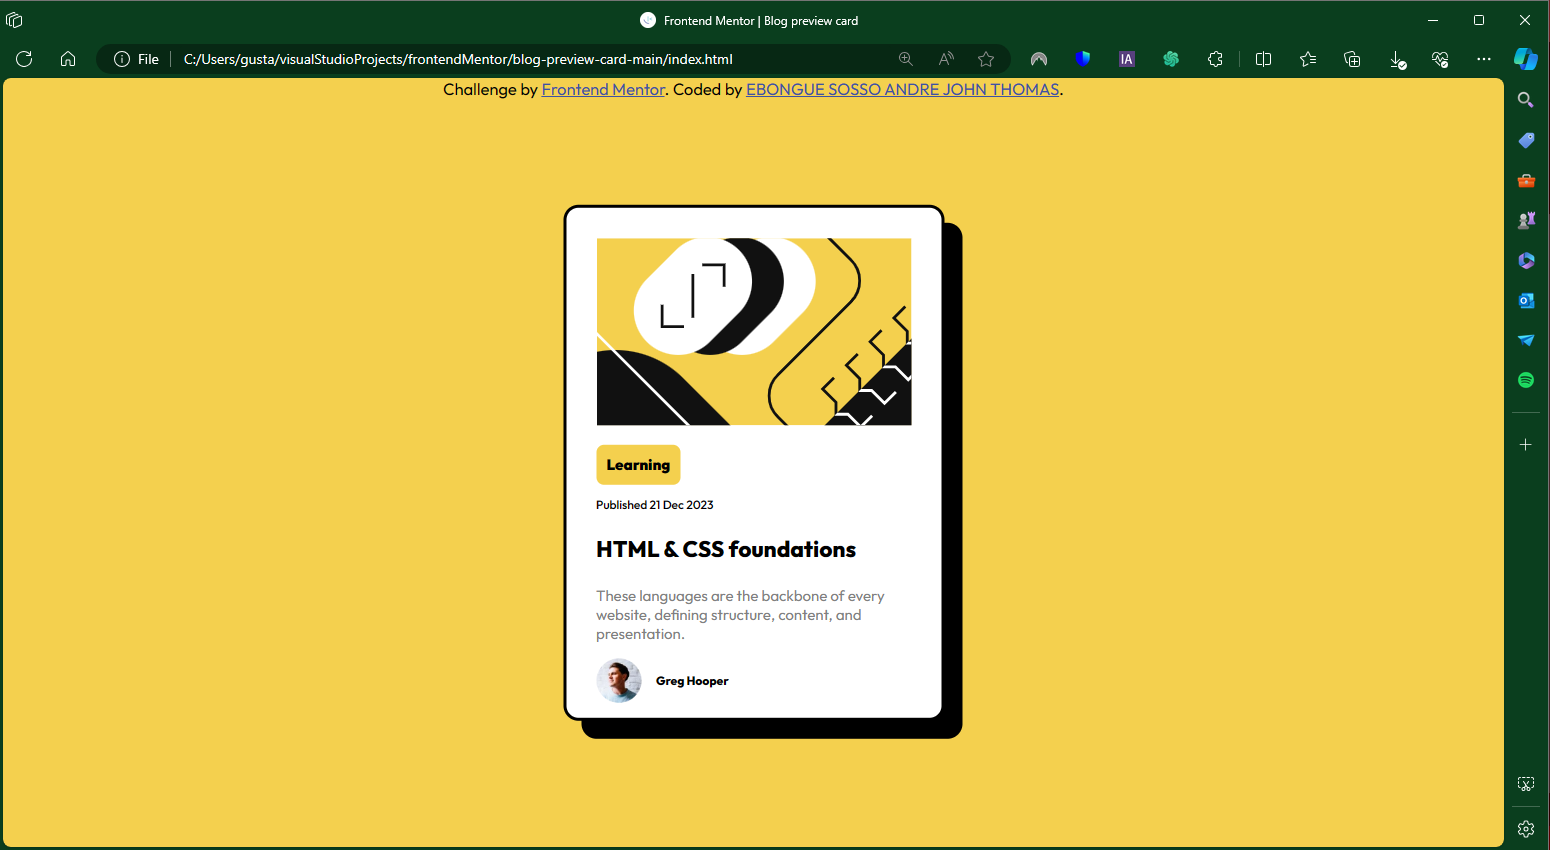 Frontend Mentor | Blog preview card
File
C:/Users/gusta/visualStudioProjects/frontendMentor/blog-preview-card-main/index.html
IA
Challenge by Frontend Mentor. Coded by EBONGUE SOSSO ANDRE JOHN THOMAS.
Learning
Published 21 Dec 2023
HTML & CSS foundations
These languages are the backbone of every
website, defining structure, content, and
presentation.
Greg Hooper